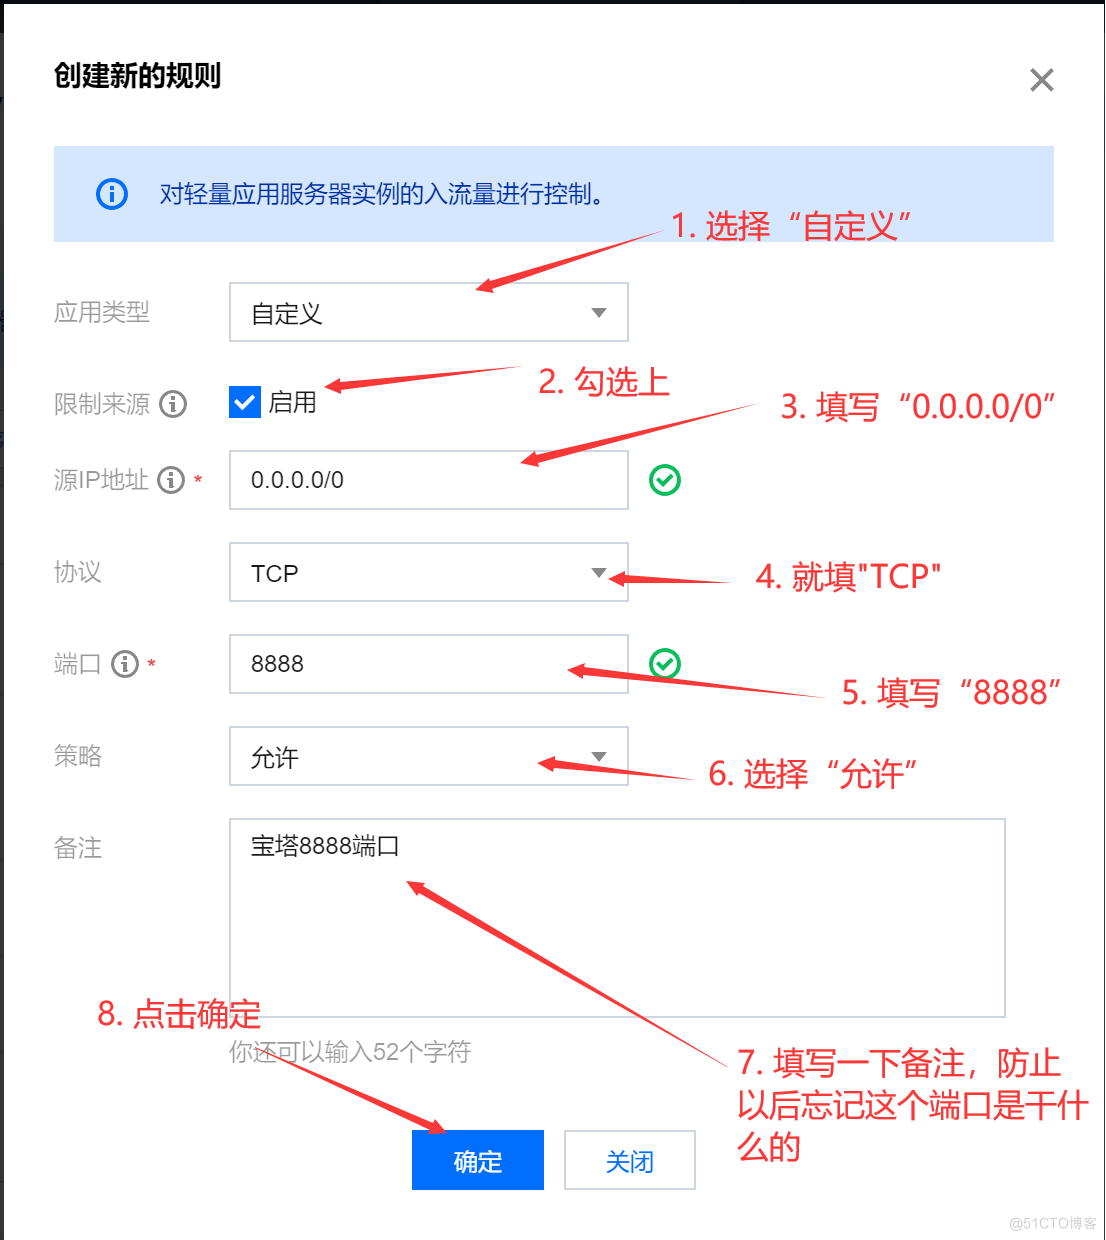 创建新的规则
对轻量应用服务器实例的入流量进行控制。
1. 选择“自定义”
应用类型
自定义
2. 勾选上
限制来源
启用
3. 填写“0.0.0.0/0”
源IP地址 *
0.0.0.0/0
协议
TCP
4. 就填"TCP"
端口 *
8888
5. 填写“8888”
策略
允许
6. 选择“允许”
备注
宝塔8888端口
8. 点击确定
你还可以输入52个字符
7. 填写一下备注，防止
以后忘记这个端口是干什
么的
确定
关闭
@51CTO博客